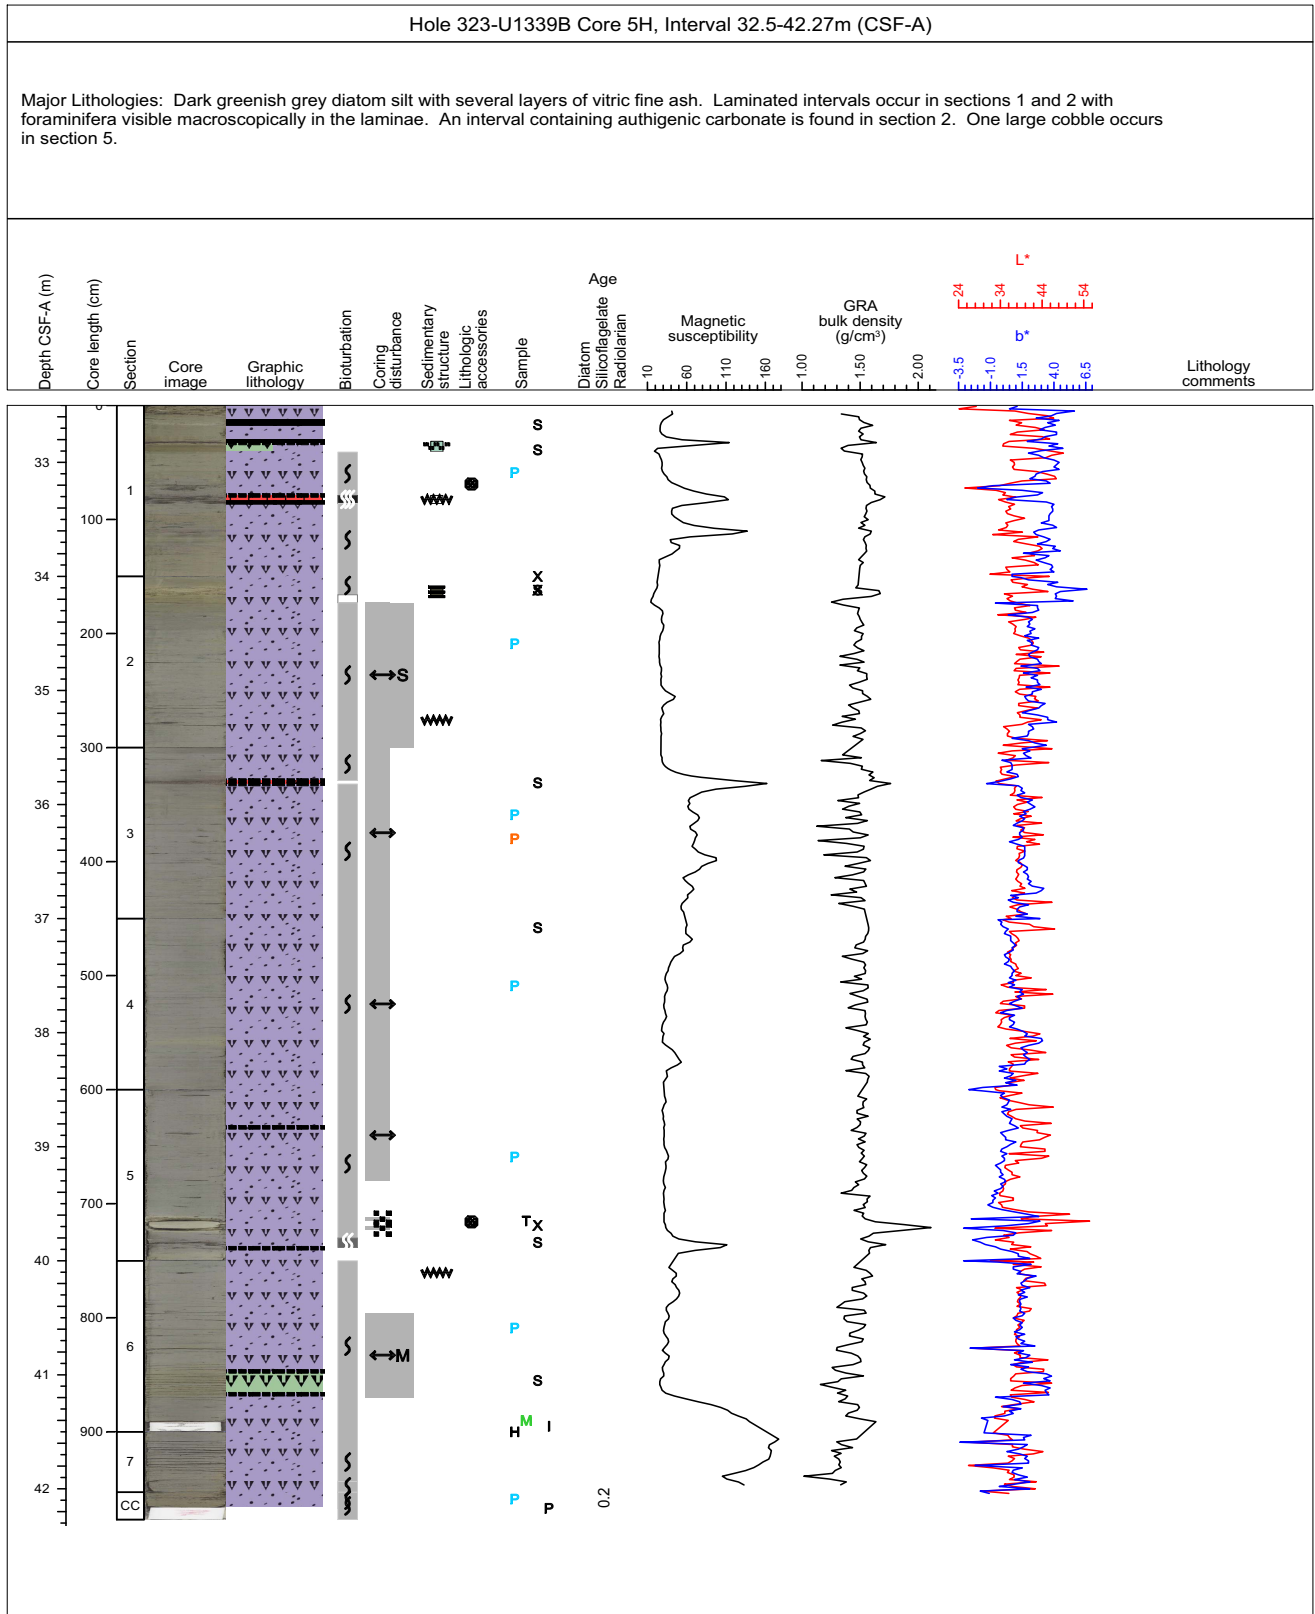 Hole 323-U1339B Core 5H, Interval 32.5-42.27m (CSF-A)
Major Lithologies: Dark greenish grey diatom silt with several layers of vitric fine ash. Laminated intervals occur in sections 1 and 2 with
foraminifera visible macroscopically in the laminae. An interval containing authigenic carbonate is found in section 2. One large cobble occurs
in section 5.
Depth CSF-A (m)
Core length (cm)
Section
Core
image
Graphic
lithology
Bioturbation
Coring
disturbance
Sedimentary
structure
Lithologic
accessories
Sample
Age
Diatom
Silicoflagelate
Radiolarian
Magnetic
susceptibility
10 60 110 160
GRA
bulk density
(g/cm³)
1.00 1.50 2.00
L*
24 34 44 54
b*
-3.5 -1.0 1.5 4.0 6.5
Lithology
comments
0
S
S
33
P
1
100
34
X
S
200
P
2
S
35
300
S
36
P
3
P
400
37
S
500
P
4
38
600
39
P
5
700
T
X
S
40
800
P
6
M
41
S
M
900
H
I
7
42
P
0.2
CC
P